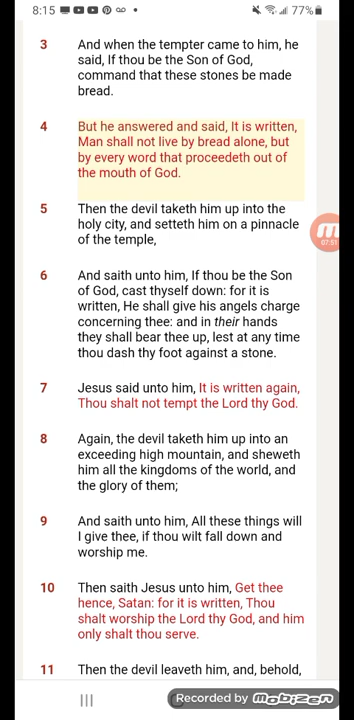 8:15 77%
3 And when the tempter came to him, he
said, If thou be the Son of God,
command that these stones be made
bread.
4 But he answered and said, It is written,
Man shall not live by bread alone, but
by every word that proceedeth out of
the mouth of God.
5 Then the devil taketh him up into the
holy city, and setteth him on a pinnacle
of the temple,
07:51
6 And saith unto him, If thou be the Son
of God, cast thyself down: for it is
written, He shall give his angels charge
concerning thee: and in their hands
they shall bear thee up, lest at any time
thou dash thy foot against a stone.
7 Jesus said unto him, It is written again,
Thou shalt not tempt the Lord thy God.
8 Again, the devil taketh him up into an
exceeding high mountain, and sheweth
him all the kingdoms of the world, and
the glory of them;
9 And saith unto him, All these things will
I give thee, if thou wilt fall down and
worship me.
10 Then saith Jesus unto him, Get thee
hence, Satan: for it is written, Thou
shalt worship the Lord thy God, and him
only shalt thou serve.
11 Then the devil leaveth him, and, behold,
Recorded by mobizen